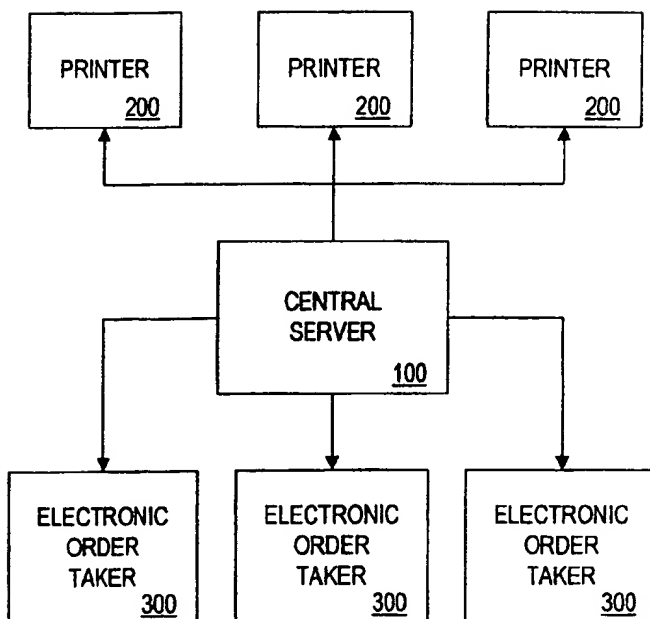 PRINTER
200
PRINTER
200
PRINTER
200
CENTRAL
SERVER
100
ELECTRONIC
ORDER
TAKER
300
ELECTRONIC
ORDER
TAKER
300
ELECTRONIC
ORDER
TAKER
300